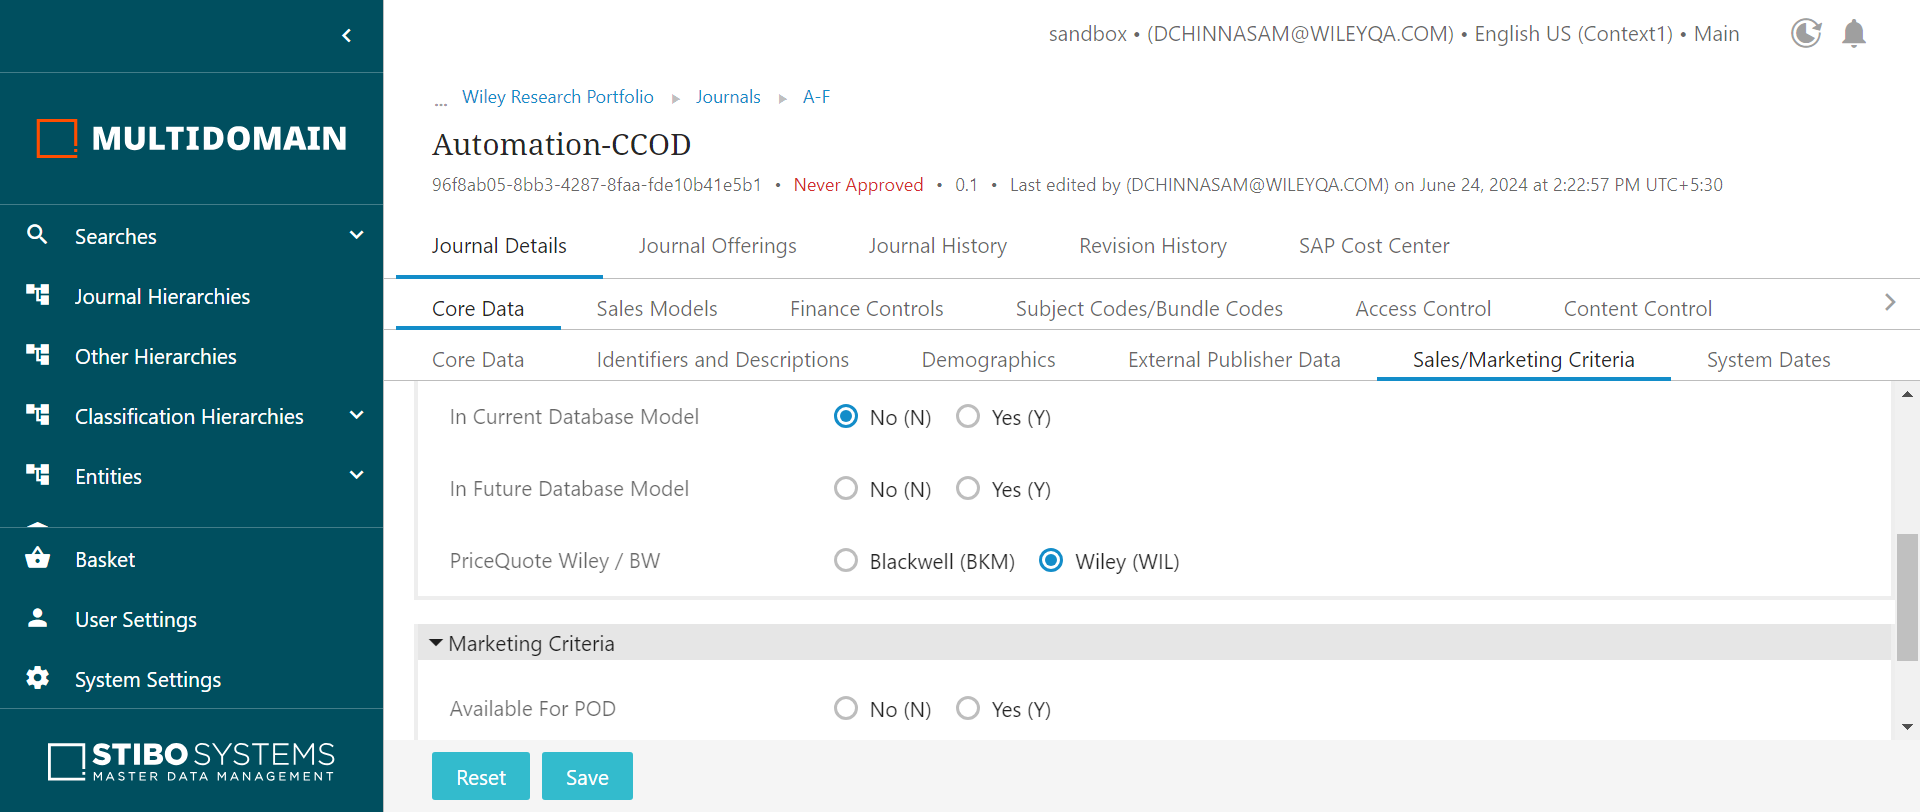 sandbox • (DCHINNASAM@WILEYQA.COM) • English US (Context1) • Main
MULTIDOMAIN
Searches
Journal Hierarchies
Other Hierarchies
Classification Hierarchies
Entities
Basket
User Settings
System Settings
STIBO SYSTEMS
MASTER DATA MANAGEMENT
... Wiley Research Portfolio Journals A-F
Automation-CCOD
96f8ab05-8bb3-4287-8faa-fde10b41e5b1 • Never Approved • 0.1 • Last edited by (DCHINNASAM@WILEYQA.COM) on June 24, 2024 at 2:22:57 PM UTC+5:30
Journal Details Journal Offerings Journal History Revision History SAP Cost Center
Core Data Sales Models Finance Controls Subject Codes/Bundle Codes Access Control Content Control
Core Data Identifiers and Descriptions Demographics External Publisher Data Sales/Marketing Criteria System Dates
In Current Database Model No (N) Yes (Y)
In Future Database Model No (N) Yes (Y)
PriceQuote Wiley / BW Blackwell (BKM) Wiley (WIL)
Marketing Criteria
Available For POD No (N) Yes (Y)
Reset Save